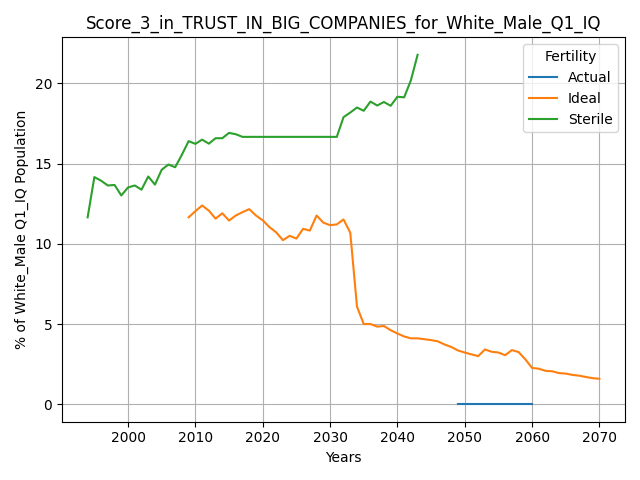 Score_3_in_TRUST_IN_BIG_COMPANIES_for_White_Male_Q1_IQ
Fertility
Actual
Ideal
Sterile
% of White_Male Q1_IQ Population
20
15
10
5
0
2000 2010 2020 2030 2040 2050 2060 2070
Years